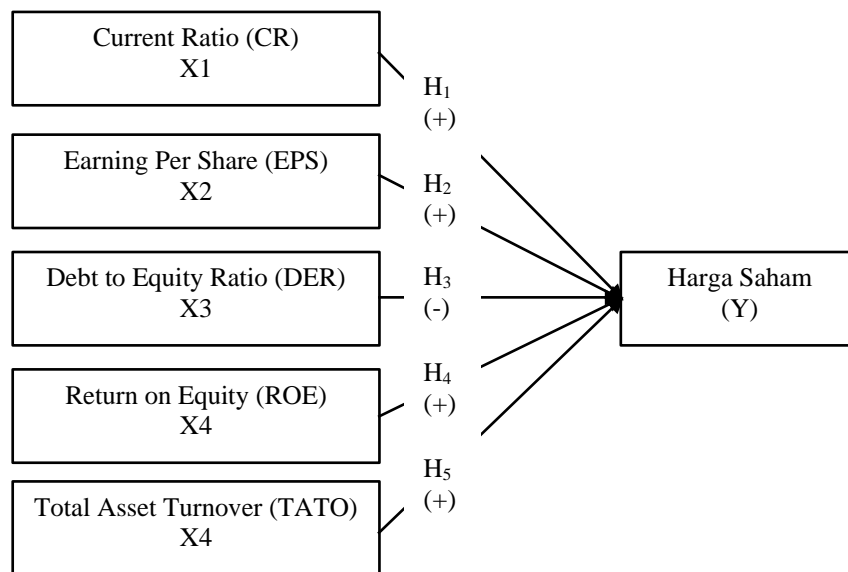 Current Ratio (CR)
X1
H₁
(+)
Earning Per Share (EPS)
X2
H₂
(+)
Debt to Equity Ratio (DER)
X3
H₃
(-)
Harga Saham
(Y)
Return on Equity (ROE)
X4
H₄
(+)
Total Asset Turnover (TATO)
X4
H₅
(+)